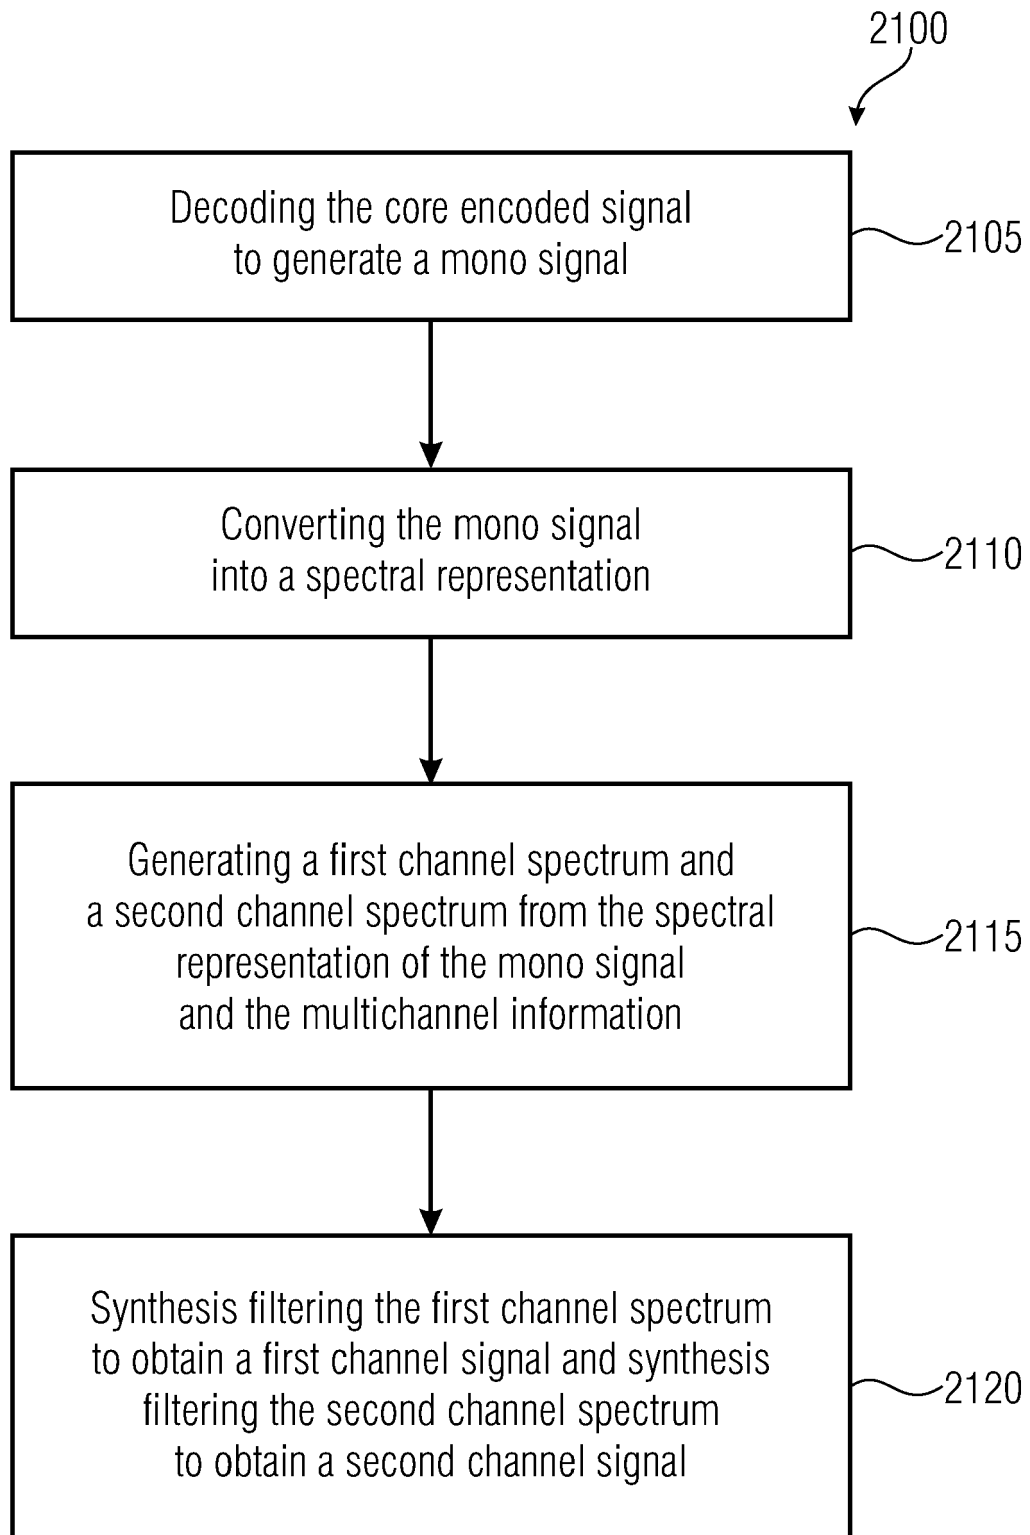 2100
Decoding the core encoded signal
to generate a mono signal
2105
Converting the mono signal
into a spectral representation
2110
Generating a first channel spectrum and
a second channel spectrum from the spectral
representation of the mono signal
and the multichannel information
2115
Synthesis filtering the first channel spectrum
to obtain a first channel signal and synthesis
filtering the second channel spectrum
to obtain a second channel signal
2120